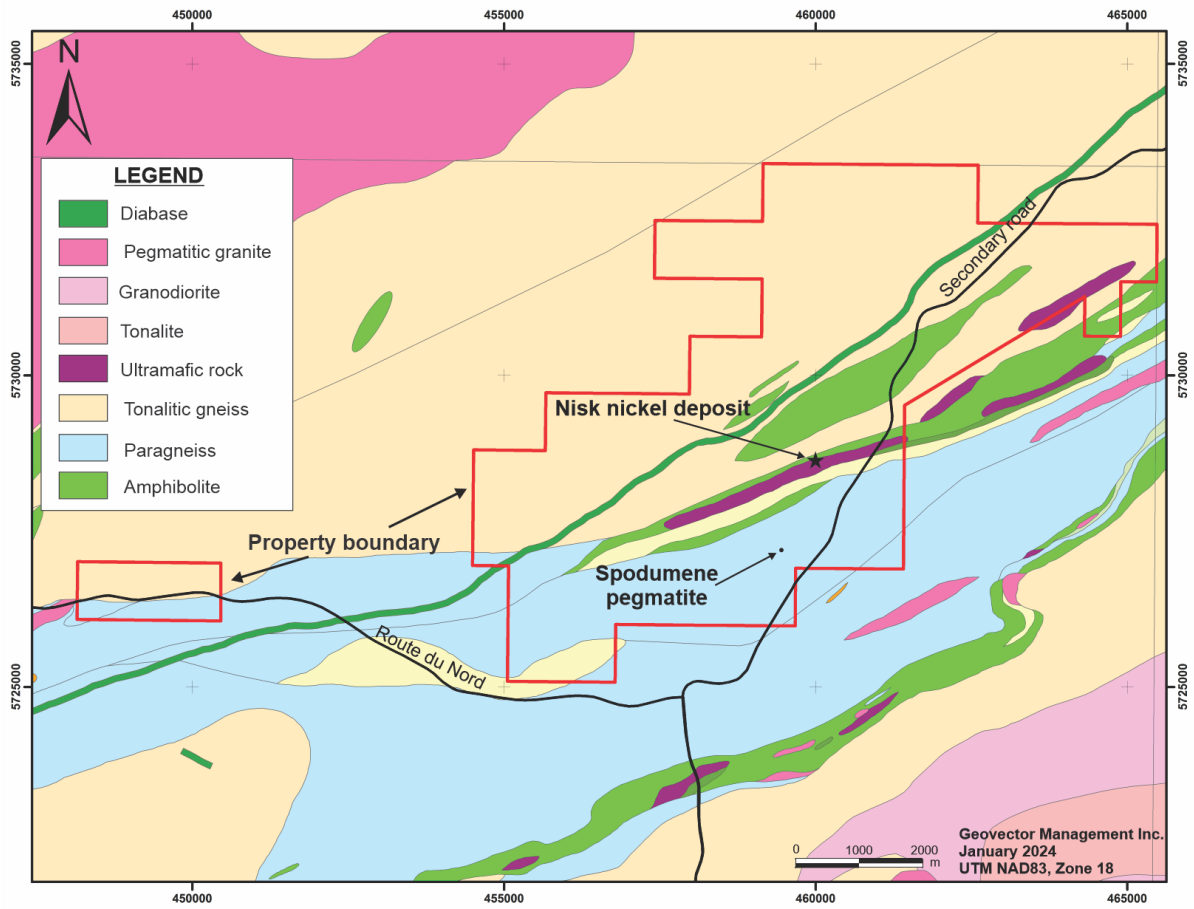 450000
455000
460000
465000
5735000
5735000
N
LEGEND
Diabase
Pegmatitic granite
Granodiorite
Tonalite
Ultramafic rock
Tonalitic gneiss
Paragneiss
Amphibolite
Secondary road
5730000
5730000
Nisk nickel deposit
Property boundary
Spodumene
pegmatite
Route du Nord
5725000
5725000
0 1000 2000
m
Geovector Management Inc.
January 2024
UTM NAD83, Zone 18
450000
455000
460000
465000